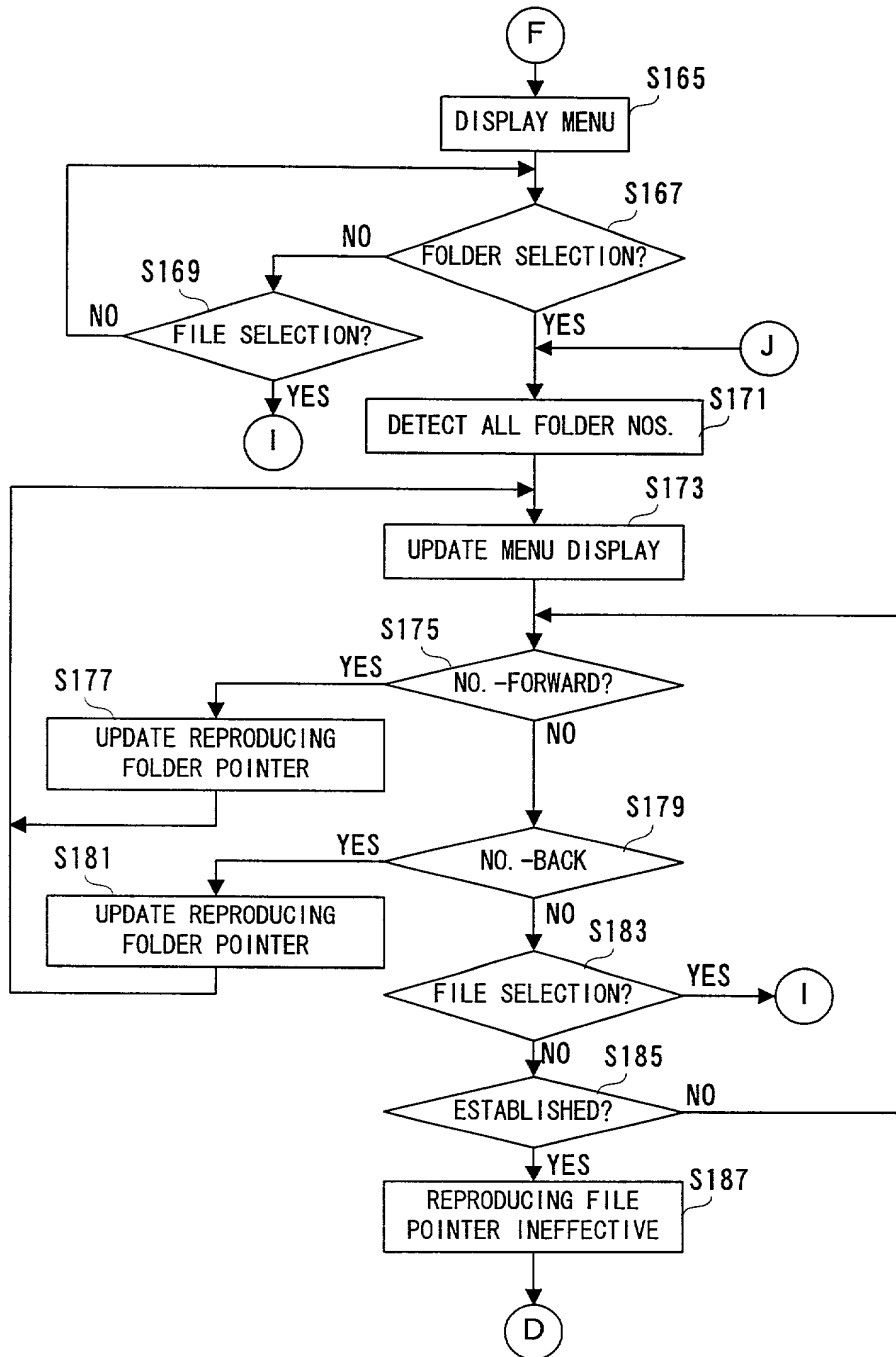 F
S165
DISPLAY MENU
S167
FOLDER SELECTION?
NO
S169
FILE SELECTION?
NO
YES
I
YES
J
S171
DETECT ALL FOLDER NOS.
S173
UPDATE MENU DISPLAY
S175
NO.-FORWARD?
YES
S177
UPDATE REPRODUCING
FOLDER POINTER
NO
S179
NO.-BACK
YES
S181
UPDATE REPRODUCING
FOLDER POINTER
NO
S183
FILE SELECTION?
YES
I
NO
S185
ESTABLISHED?
NO
YES
S187
REPRODUCING FILE
POINTER INEFFECTIVE
D